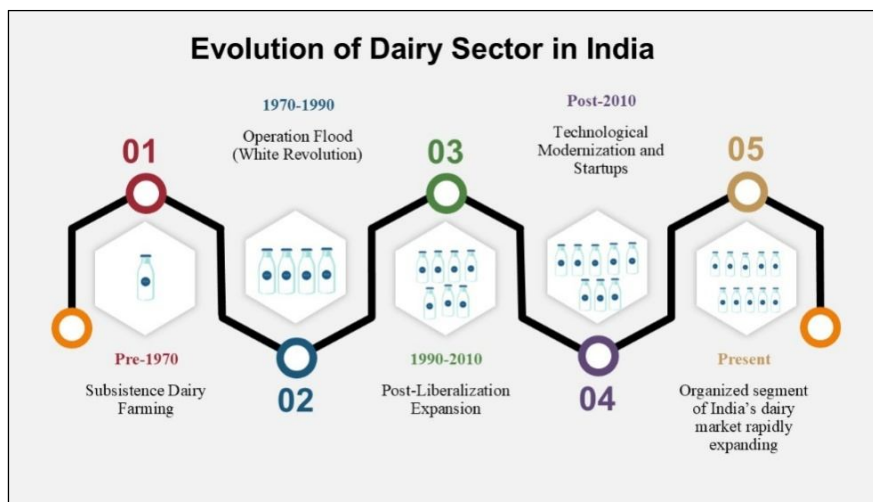 Evolution of Dairy Sector in India
01
Pre-1970
Subsistence Dairy
Farming
1970-1990
Operation Flood
(White Revolution)
02
03
1990-2010
Post-Liberalization
Expansion
Post-2010
Technological
Modernization and
Startups
04
05
Present
Organized segment
of India’s dairy
market rapidly
expanding